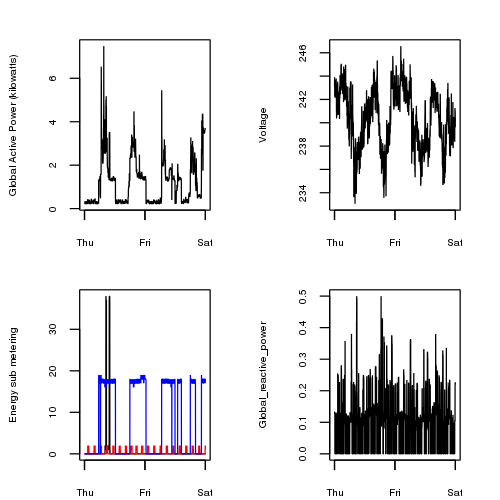 Global Active Power (kilowatts)
0 2 4 6
Thu Fri Sat
Voltage
234 238 242 246
Thu Fri Sat
Energy sub metering
0 10 20 30
Thu Fri Sat
Global_reactive_power
0.0 0.1 0.2 0.3 0.4 0.5
Thu Fri Sat